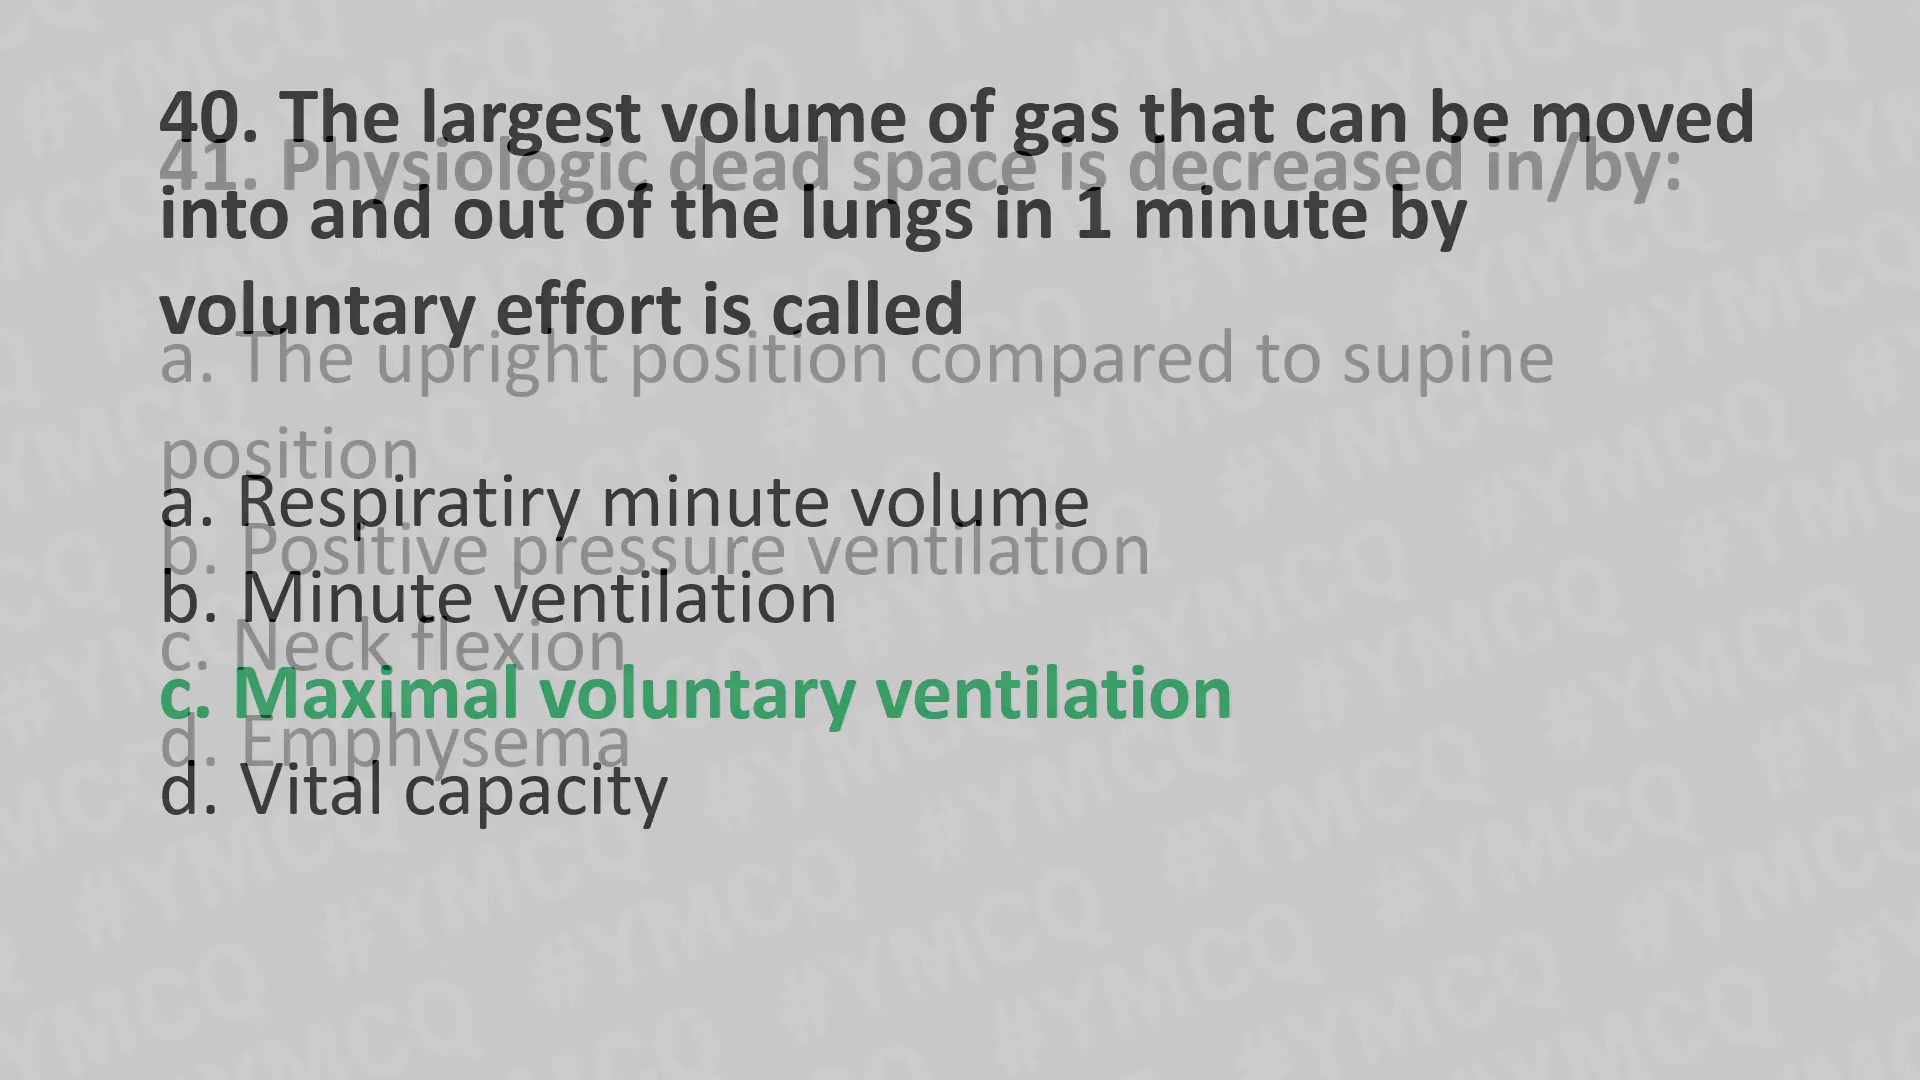 40. The largest volume of gas that can be moved
into and out of the lungs in 1 minute by
voluntary effort is called
a. Respiratiry minute volume
b. Minute ventilation
c. Maximal voluntary ventilation
d. Vital capacity
41. Physiologic dead space is decreased in/by:
a. The upright position compared to supine
position
b. Positive pressure ventilation
c. Neck flexion
d. Emphysema
#YMCQ